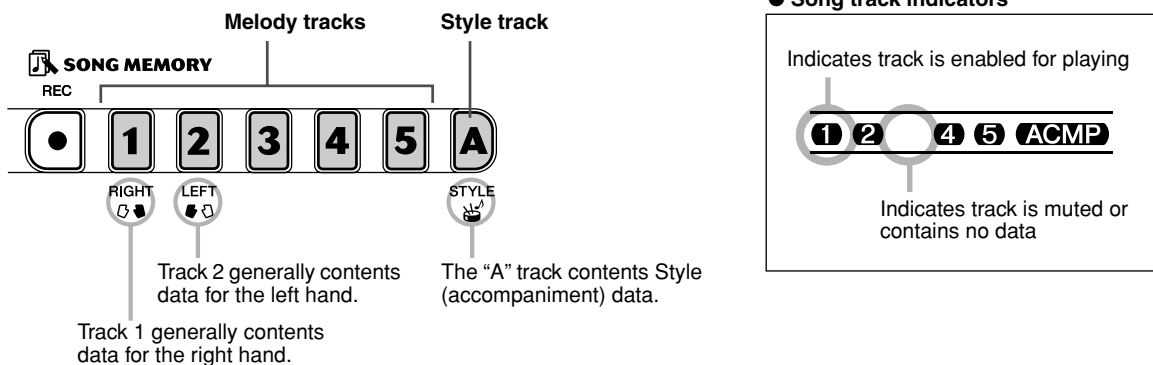 Melody tracks
Style track
SONG MEMORY
REC
1 2 3 4 5 A
RIGHT LEFT STYLE
Track 2 generally contents
data for the left hand.
The “A” track contents Style
(accompaniment) data.
Track 1 generally contents
data for the right hand.
● Song track indicators
Indicates track is enabled for playing
1 2 4 5 ACMP
Indicates track is muted or
contains no data